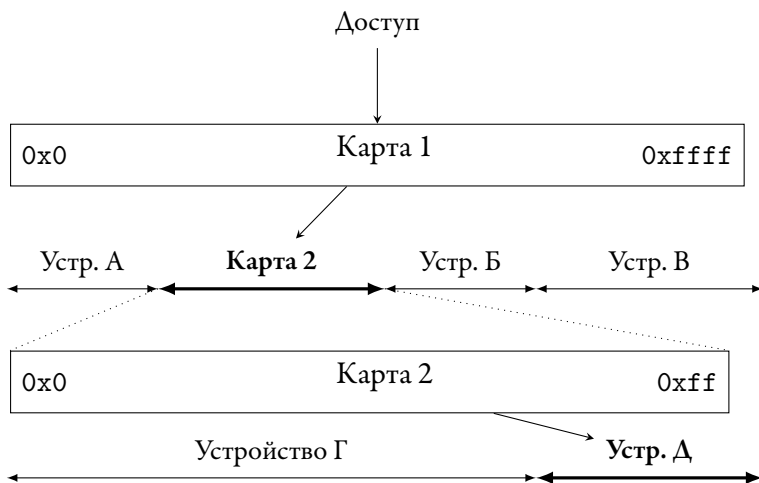 Доступ
0x0 Карта 1 0xffff
Устр. А Карта 2 Устр. Б Устр. В
0x0 Карта 2 0xff
Устройство Г Устр. Д